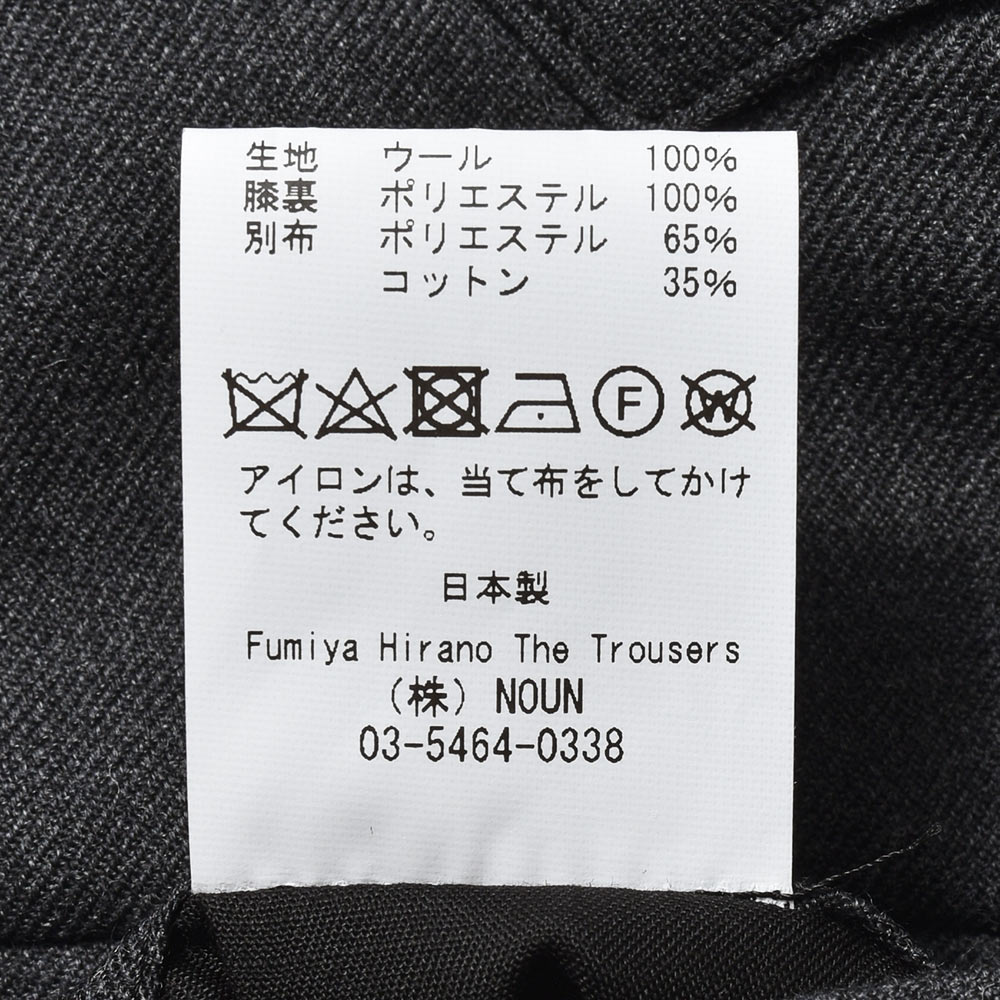 生地 ウール 100%
膝裏 ポリエステル 100%
別布 ポリエステル 65%
コットン 35%
F W
アイロンは、当て布をしてかけ
てください。
日本製
Fumiya Hirano The Trousers
（株）NOUN
03-5464-0338